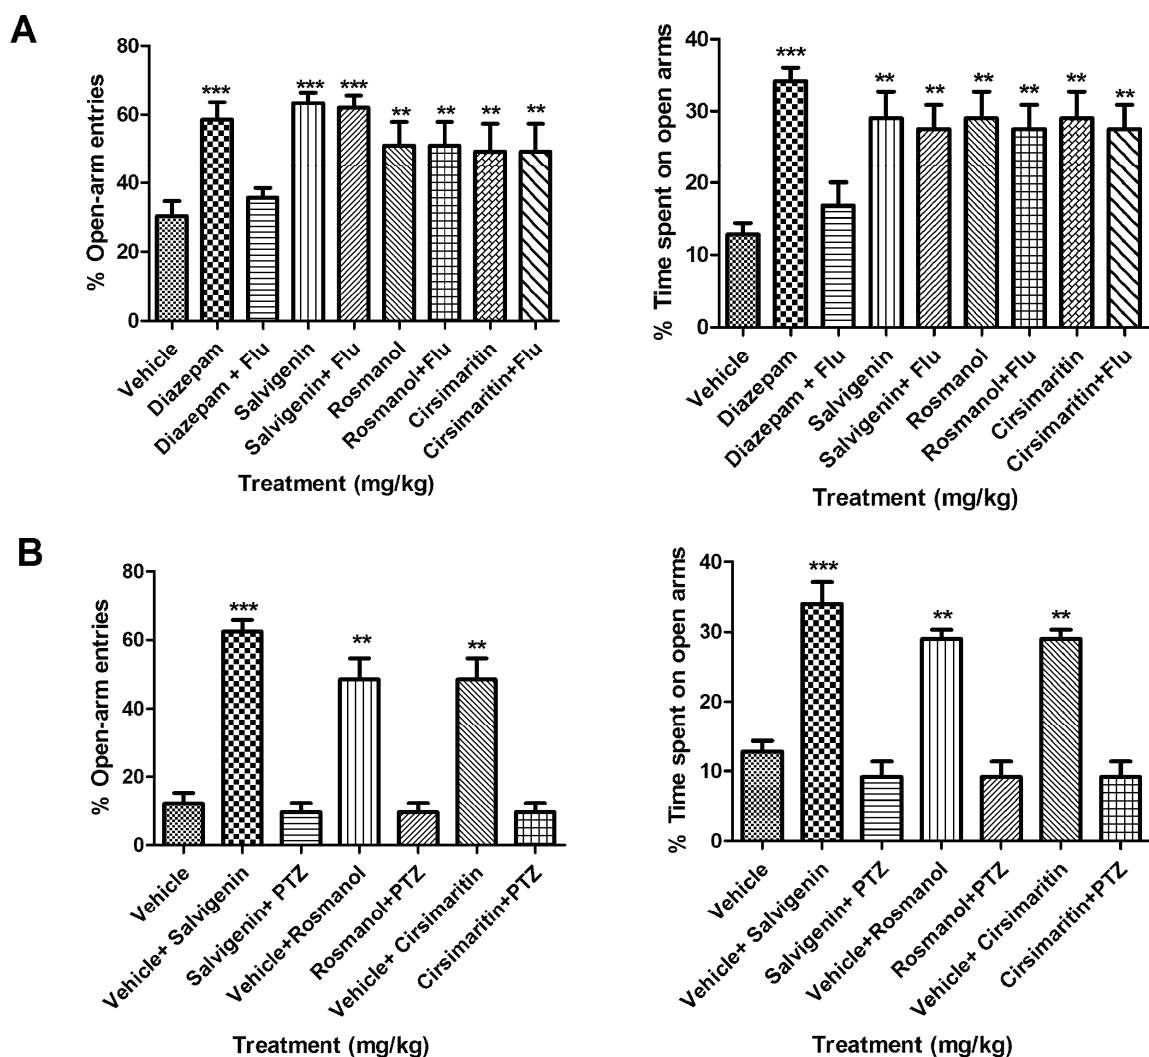 A
% Open-arm entries
80
60
40
20
0
***
***
***
**
**
**
**
Vehicle
Diazepam
Diazepam + Flu
Salvigenin
Salvigenin+ Flu
Rosmanol
Rosmanol+Flu
Cirsimaritin
Cirsimaritin+Flu
Treatment (mg/kg)
% Time spent on open arms
40
30
20
10
0
***
**
**
**
**
**
**
Vehicle
Diazepam
Diazepam + Flu
Salvigenin
Salvigenin+ Flu
Rosmanol
Rosmanol+Flu
Cirsimaritin
Cirsimaritin+Flu
Treatment (mg/kg)
B
% Open-arm entries
80
60
40
20
0
***
**
**
Vehicle
Vehicle+ Salvigenin
Salvigenin+ PTZ
Vehicle+Rosmanol
Rosmanol+PTZ
Vehicle+ Cirsimaritin
Cirsimaritin+PTZ
Treatment (mg/kg)
% Time spent on open arms
40
30
20
10
0
***
**
**
Vehicle
Vehicle+ Salvigenin
Salvigenin+ PTZ
Vehicle+Rosmanol
Rosmanol+PTZ
Vehicle+ Cirsimaritin
Cirsimaritin+PTZ
Treatment (mg/kg)